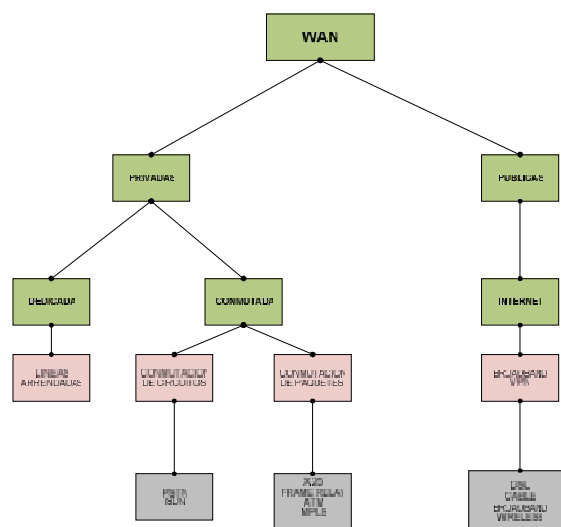 WAN
PRIVADAS
PUBLICAS
DEDICADA
CONMUTADA
INTERNET
LINEAS
ARRENDADAS
CONMUTACION
DE CIRCUITOS
CONMUTACION
DE PAQUETES
BROADBAND
VPN
PSTN
ISDN
X.25
FRAME RELAY
ATM
MPLS
DSL
CABLE
BROADBAND
WIRELESS